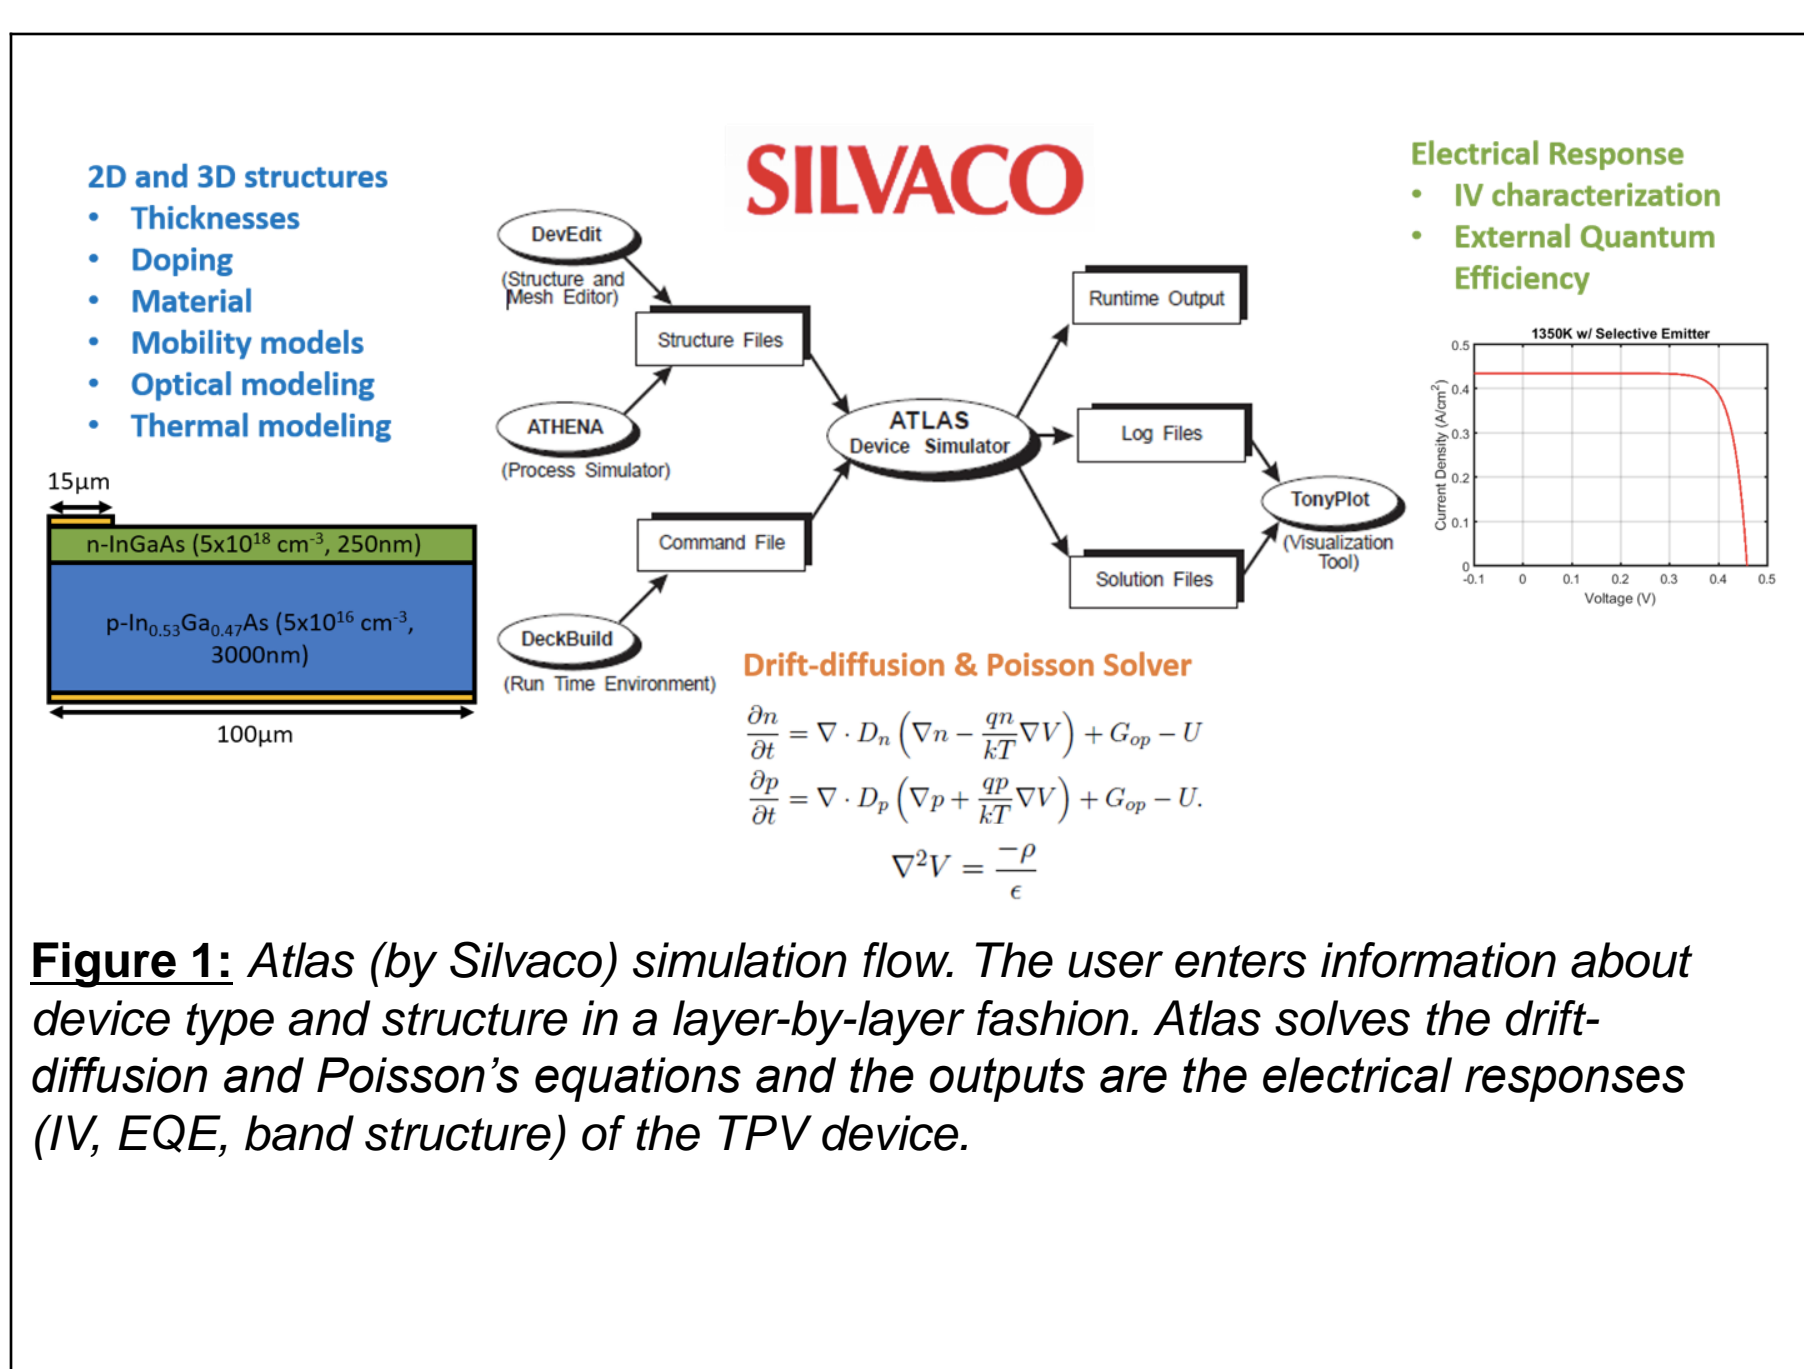 2D and 3D structures
• Thicknesses
• Doping
• Material
• Mobility models
• Optical modeling
• Thermal modeling
15μm
n-InGaAs (5x10¹⁸ cm⁻³, 250nm)
p-In₀.₅₃Ga₀.₄₇As (5x10¹⁶ cm⁻³,
3000nm)
100μm
SILVACO
DevEdit
(Structure and
Mesh Editor)
Structure Files
ATHENA
(Process Simulator)
Command File
DeckBuild
(Run Time Environment)
ATLAS
Device Simulator
Runtime Output
Log Files
Solution Files
TonyPlot
(Visualization
Tool)
Drift-diffusion & Poisson Solver
∂n/∂t = ∇ · Dₙ (∇n − qn/kT ∇V) + G_op − U
∂p/∂t = ∇ · Dₚ (∇p + qp/kT ∇V) + G_op − U.
∇²V = −ρ/ϵ
Electrical Response
• IV characterization
• External Quantum
Efficiency
1350K w/ Selective Emitter
Current Density (A/cm²)
0.5
0.4
0.3
0.2
0.1
0
-0.1 0 0.1 0.2 0.3 0.4 0.5
Voltage (V)
Figure 1: Atlas (by Silvaco) simulation flow. The user enters information about
device type and structure in a layer-by-layer fashion. Atlas solves the drift-
diffusion and Poisson’s equations and the outputs are the electrical responses
(IV, EQE, band structure) of the TPV device.